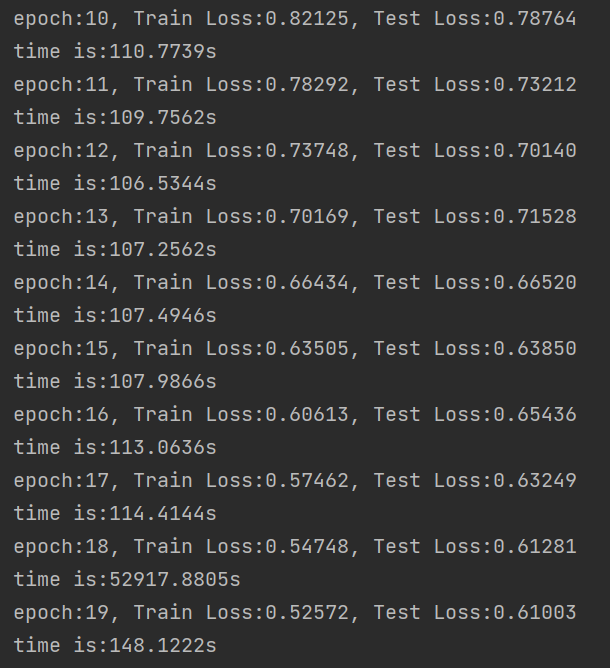 epoch:10, Train Loss:0.82125, Test Loss:0.78764
time is:110.7739s
epoch:11, Train Loss:0.78292, Test Loss:0.73212
time is:109.7562s
epoch:12, Train Loss:0.73748, Test Loss:0.70140
time is:106.5344s
epoch:13, Train Loss:0.70169, Test Loss:0.71528
time is:107.2562s
epoch:14, Train Loss:0.66434, Test Loss:0.66520
time is:107.4946s
epoch:15, Train Loss:0.63505, Test Loss:0.63850
time is:107.9866s
epoch:16, Train Loss:0.60613, Test Loss:0.65436
time is:113.0636s
epoch:17, Train Loss:0.57462, Test Loss:0.63249
time is:114.4144s
epoch:18, Train Loss:0.54748, Test Loss:0.61281
time is:52917.8805s
epoch:19, Train Loss:0.52572, Test Loss:0.61003
time is:148.1222s